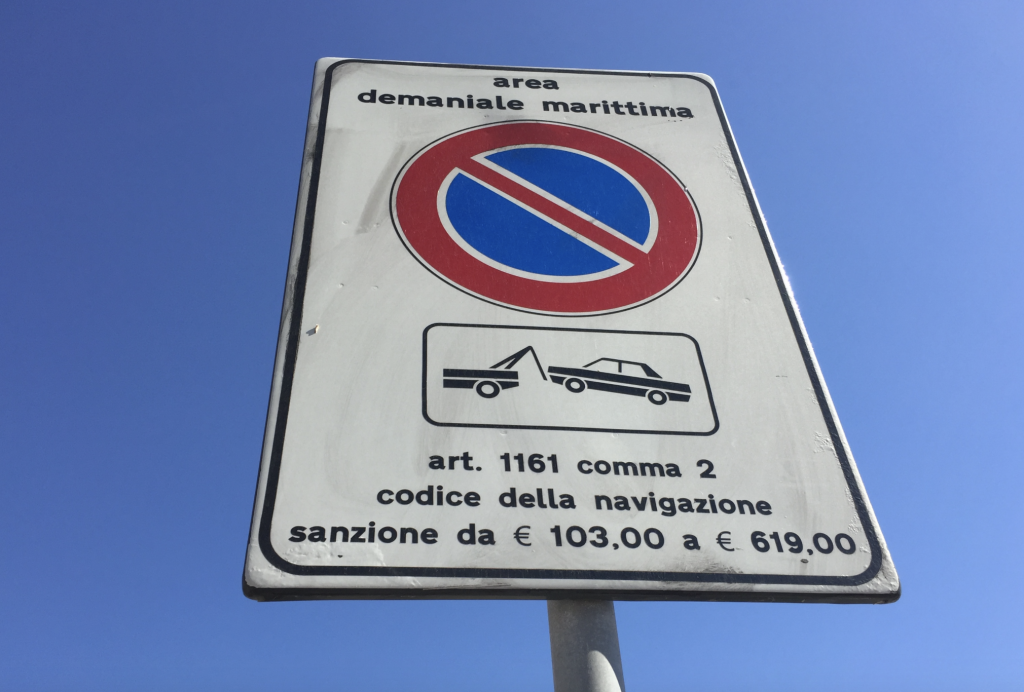 area
demaniale marittima
art. 1161 comma 2
codice della navigazione
sanzione da € 103,00 a € 619,00